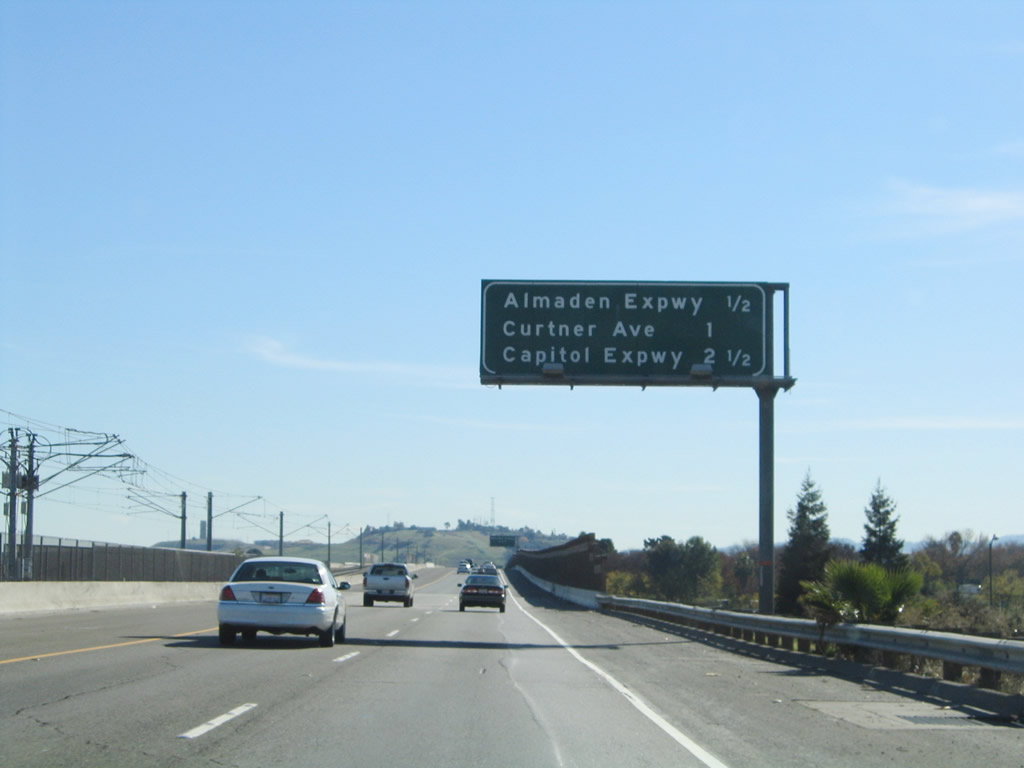 Almaden Expwy 1/2
Curtner Ave 1
Capitol Expwy 2 1/2